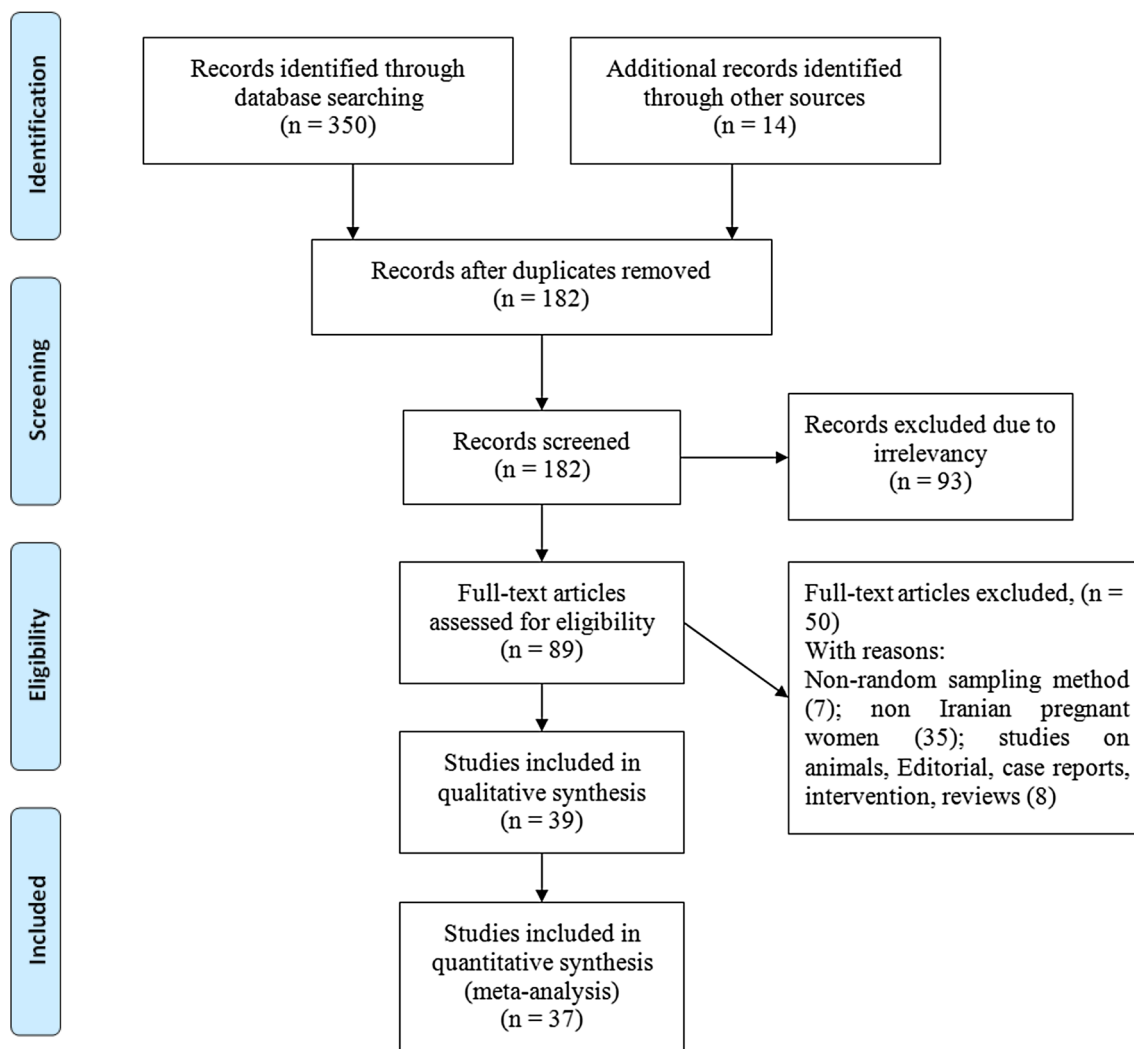 Identification
Records identified through
database searching
(n = 350)
Additional records identified
through other sources
(n = 14)
Records after duplicates removed
(n = 182)
Screening
Records screened
(n = 182)
Records excluded due to
irrelevancy
(n = 93)
Eligibility
Full-text articles
assessed for eligibility
(n = 89)
Full-text articles excluded, (n =
50)
With reasons:
Non-random sampling method
(7); non Iranian pregnant
women (35); studies on
animals, Editorial, case reports,
intervention, reviews (8)
Studies included in
qualitative synthesis
(n = 39)
Included
Studies included in
quantitative synthesis
(meta-analysis)
(n = 37)